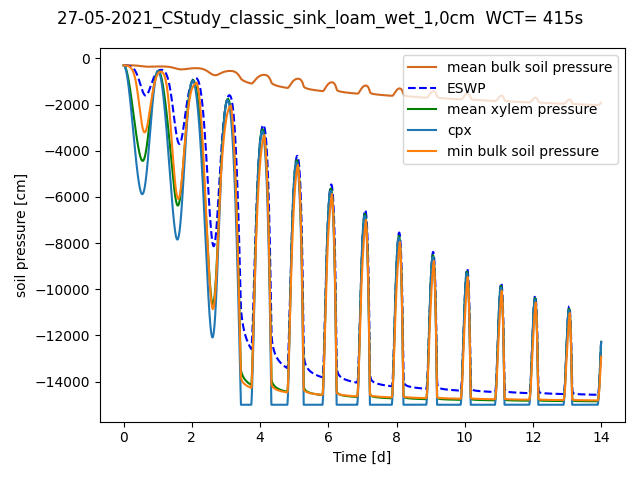 27-05-2021_CStudy_classic_sink_loam_wet_1,0cm  WCT= 415s
mean bulk soil pressure
ESWP
mean xylem pressure
cpx
min bulk soil pressure
soil pressure [cm]
0
−2000
−4000
−6000
−8000
−10000
−12000
−14000
0 2 4 6 8 10 12 14
Time [d]